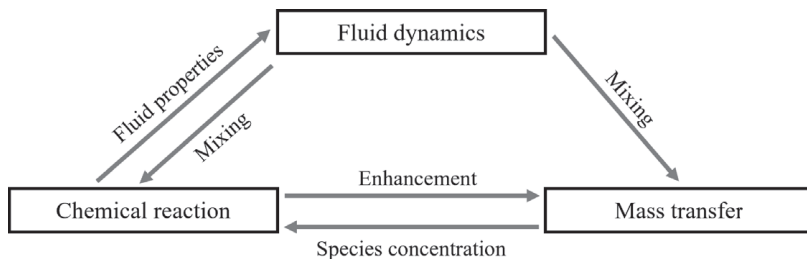 Fluid dynamics
Fluid properties
Mixing
Mixing
Enhancement
Chemical reaction
Mass transfer
Species concentration